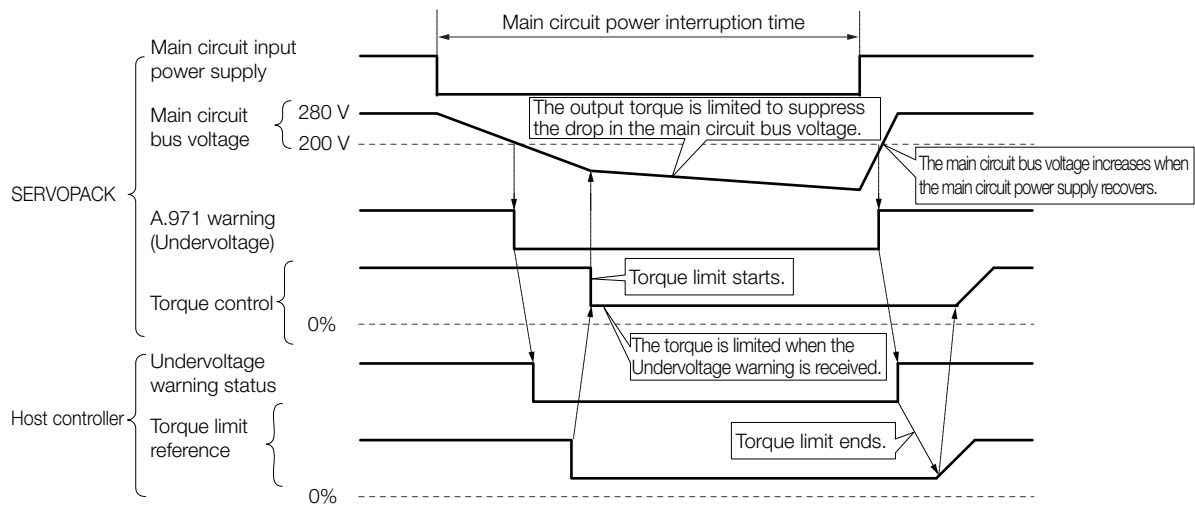 Main circuit power interruption time
Main circuit input
power supply
Main circuit
bus voltage
280 V
200 V
The output torque is limited to suppress
the drop in the main circuit bus voltage.
The main circuit bus voltage increases when
the main circuit power supply recovers.
SERVOPACK
A.971 warning
(Undervoltage)
Torque limit starts.
Torque control
0%
The torque is limited when the
Undervoltage warning is received.
Undervoltage
warning status
Host controller
Torque limit
reference
Torque limit ends.
0%